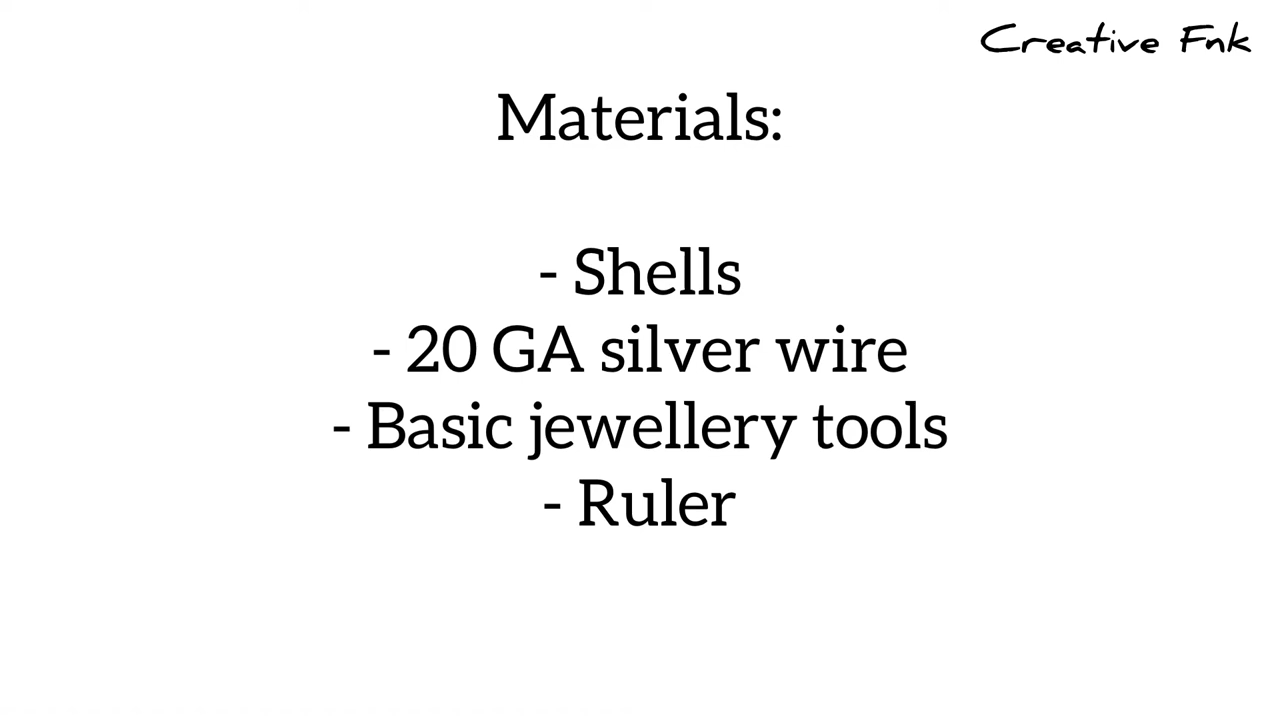 Creative Fnk
Materials:
- Shells
- 20 GA silver wire
- Basic jewellery tools
- Ruler